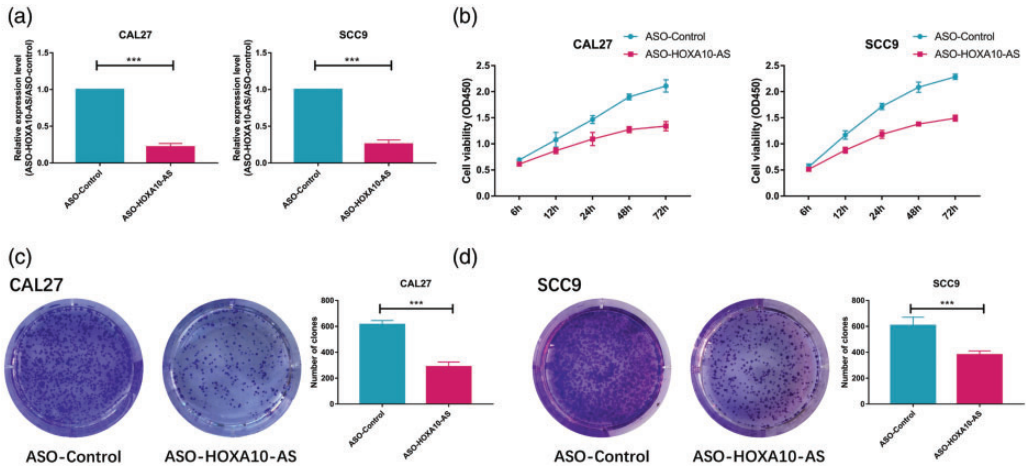 (a)
CAL27
Relative expression level
(ASO-HOXA10-AS/ASO-control)
1.5
1.0
0.5
0.0
***
ASO-Control
ASO-HOXA10-AS
SCC9
Relative expression level
(ASO-HOXA10-AS/ASO-control)
1.5
1.0
0.5
0.0
***
ASO-Control
ASO-HOXA10-AS
(b)
CAL27
ASO-Control
ASO-HOXA10-AS
Cell viability (OD450)
2.5
2.0
1.5
1.0
0.5
0.0
6h
12h
24h
48h
72h
SCC9
ASO-Control
ASO-HOXA10-AS
Cell viability (OD450)
2.5
2.0
1.5
1.0
0.5
0.0
6h
12h
24h
48h
72h
(c)
CAL27
ASO-Control
ASO-HOXA10-AS
CAL27
Number of clones
800
600
400
200
0
***
ASO-Control
ASO-HOXA10-AS
(d)
SCC9
ASO-Control
ASO-HOXA10-AS
SCC9
Number of clones
800
600
400
200
0
***
ASO-Control
ASO-HOXA10-AS